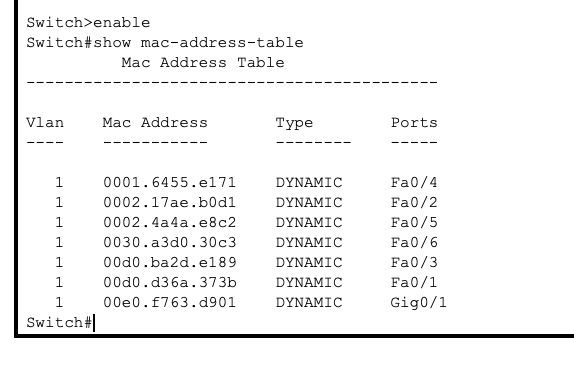 Switch>enable
Switch#show mac-address-table
Mac Address Table
-------------------------------------------
Vlan Mac Address Type Ports
---- ----------- -------- -----
1 0001.6455.e171 DYNAMIC Fa0/4
1 0002.17ae.b0d1 DYNAMIC Fa0/2
1 0002.4a4a.e8c2 DYNAMIC Fa0/5
1 0030.a3d0.30c3 DYNAMIC Fa0/6
1 00d0.ba2d.e189 DYNAMIC Fa0/3
1 00d0.d36a.373b DYNAMIC Fa0/1
1 00e0.f763.d901 DYNAMIC Gig0/1
Switch#